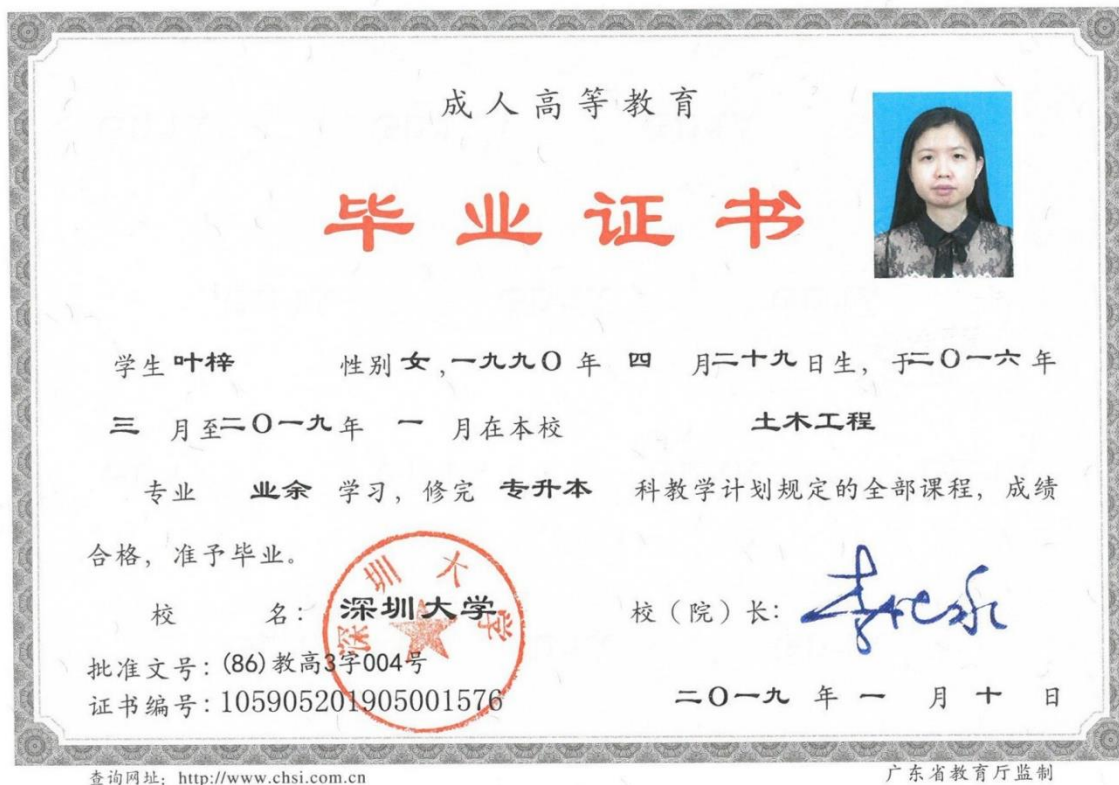 成人高等教育
毕业证书
学生 叶梓 性别 女，一九九〇年 四 月二十九日生，于二〇一六年
三 月至二〇一九年 一 月在本校 土木工程
专业 业余 学习，修完 专升本 科教学计划规定的全部课程，成绩
合格，准予毕业。
校 名：深圳大学 校（院）长：
深圳大学
批准文号：(86)教高3字004号
证书编号：105905201905001576
二〇一九 年 一 月 十 日
查询网址：http://www.chsi.com.cn 广东省教育厅监制